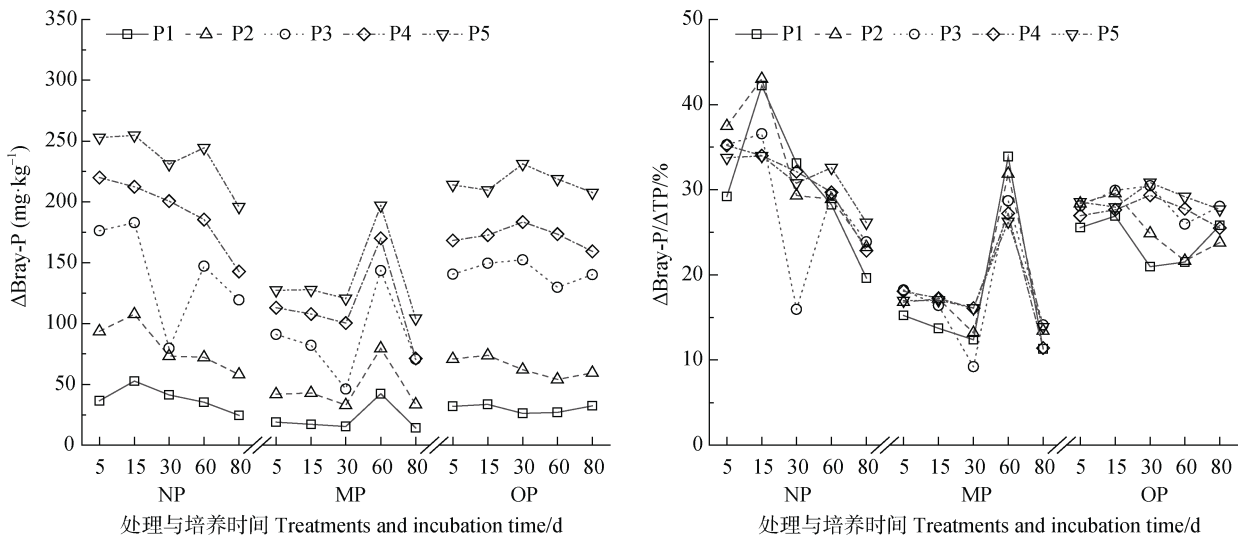 350
300
250
200
150
100
50
0
ΔBray-P (mg·kg⁻¹)
P1 P2 P3 P4 P5
5 15 30 60 80 5 15 30 60 80 5 15 30 60 80
NP MP OP
处理与培养时间 Treatments and incubation time/d
50
40
30
20
10
0
ΔBray-P/ΔTP/%
P1 P2 P3 P4 P5
5 15 30 60 80 5 15 30 60 80 5 15 30 60 80
NP MP OP
处理与培养时间 Treatments and incubation time/d